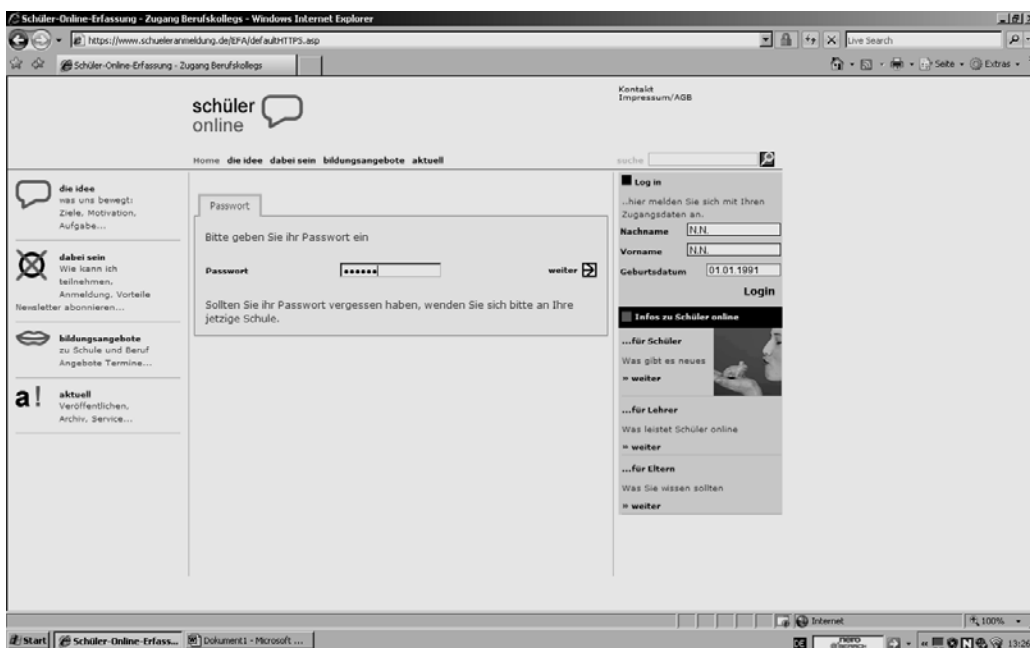 Schüler-Online-Erfassung - Zugang Berufskollegs - Windows Internet Explorer
https://www.schueleranmeldung.de/EFA/defaultHTTPS.asp
Live Search
Schüler-Online-Erfassung - Zugang Berufskollegs
Seite
Extras
Kontakt
Impressum/AGB
schüler
online
Home die idee dabei sein bildungsangebote aktuell
suche
die idee
was uns bewegt:
Ziele, Motivation,
Aufgabe...
dabei sein
Wie kann ich
teilnehmen,
Anmeldung, Vorteile
Newsletter abonnieren...
bildungsangebote
zu Schule und Beruf
Angebote Termine...
a!
aktuell
Veröffentlichen,
Archiv, Service...
Passwort
Bitte geben Sie ihr Passwort ein
Passwort ●●●●●● weiter
Sollten Sie ihr Passwort vergessen haben, wenden Sie sich bitte an Ihre
jetzige Schule.
Log in
..hier melden Sie sich mit Ihren
Zugangsdaten an.
Nachname N.N.
Vorname N.N.
Geburtsdatum 01.01.1991
Login
Infos zu Schüler online
...für Schüler
Was gibt es neues
» weiter
...für Lehrer
Was leistet Schüler online
» weiter
...für Eltern
Was Sie wissen sollten
» weiter
Internet
100%
Start
Schüler-Online-Erfass...
Dokument1 - Microsoft ...
DE
nero
13:26